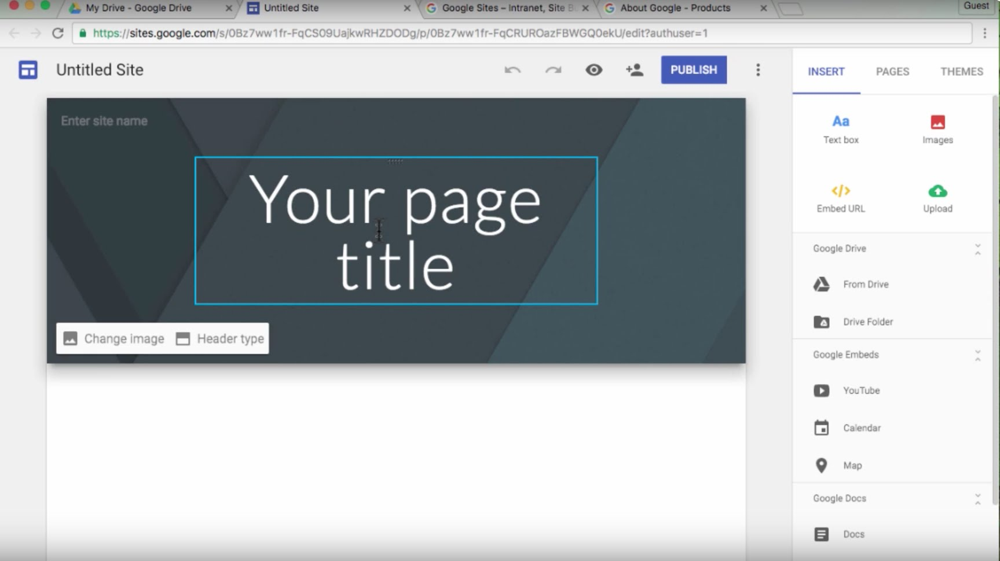 My Drive - Google Drive
Untitled Site
Google Sites – Intranet, Site
About Google - Products
Guest
https://sites.google.com/s/0Bz7ww1fr-FqCS09UajkwRHZDODg/p/0Bz7ww1fr-FqCRUROazFBWGQ0ekU/edit?authuser=1
Untitled Site
PUBLISH
INSERT
PAGES
THEMES
Enter site name
Your page
title
Change image
Header type
Aa
Text box
Images
Embed URL
Upload
Google Drive
From Drive
Drive Folder
Google Embeds
YouTube
Calendar
Map
Google Docs
Docs